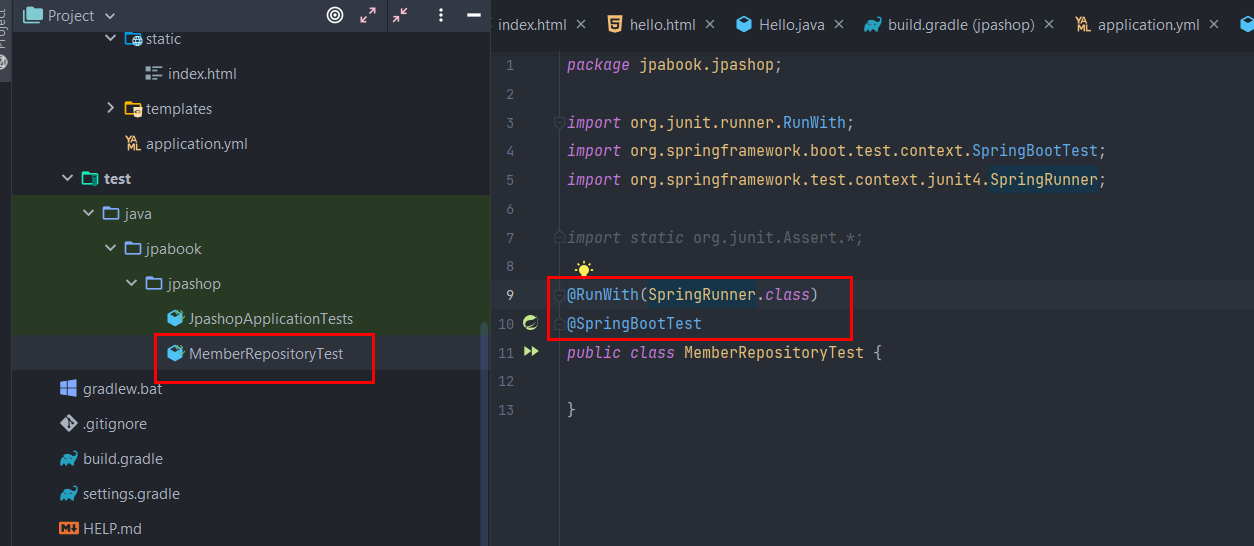 Project
Project
static
index.html
templates
YAML
application.yml
test
java
jpabook
jpashop
JpashopApplicationTests
MemberRepositoryTest
gradlew.bat
.gitignore
build.gradle
settings.gradle
HELP.md
index.html
hello.html
Hello.java
build.gradle (jpashop)
YAML
application.yml
1 package jpabook.jpashop;
2
3 import org.junit.runner.RunWith;
4 import org.springframework.boot.test.context.SpringBootTest;
5 import org.springframework.test.context.junit4.SpringRunner;
6
7 import static org.junit.Assert.*;
8
9 @RunWith(SpringRunner.class)
10 @SpringBootTest
11 public class MemberRepositoryTest {
12
13 }